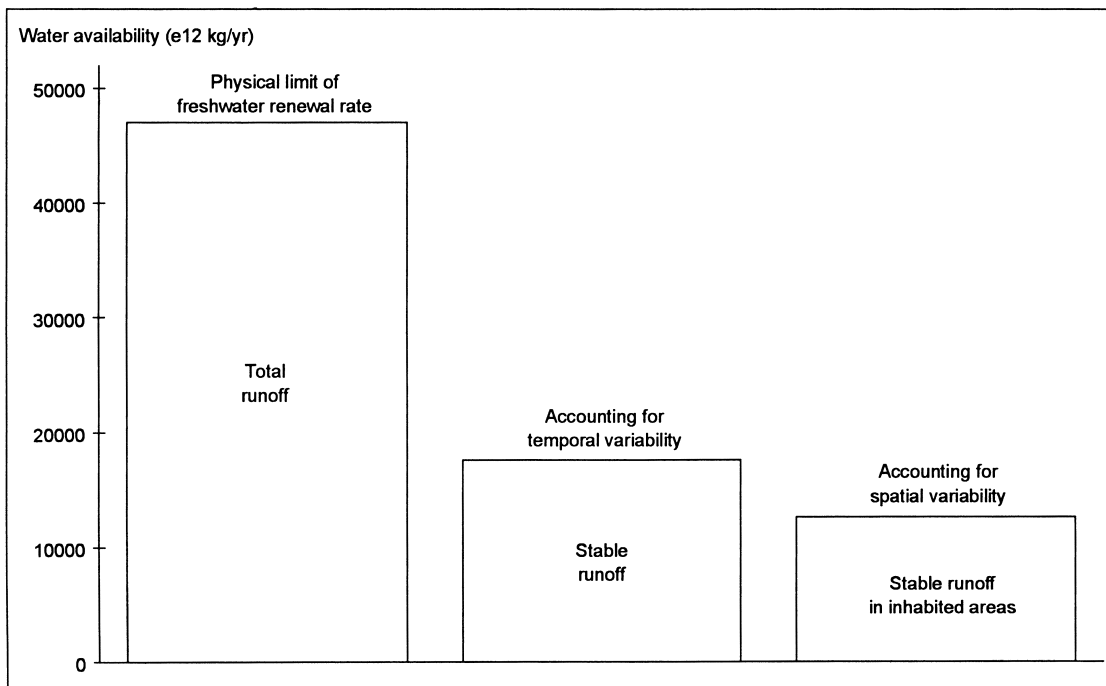 Water availability (e12 kg/yr)
50000
40000
30000
20000
10000
0
Physical limit of
freshwater renewal rate
Total
runoff
Accounting for
temporal variability
Stable
runoff
Accounting for
spatial variability
Stable runoff
in inhabited areas